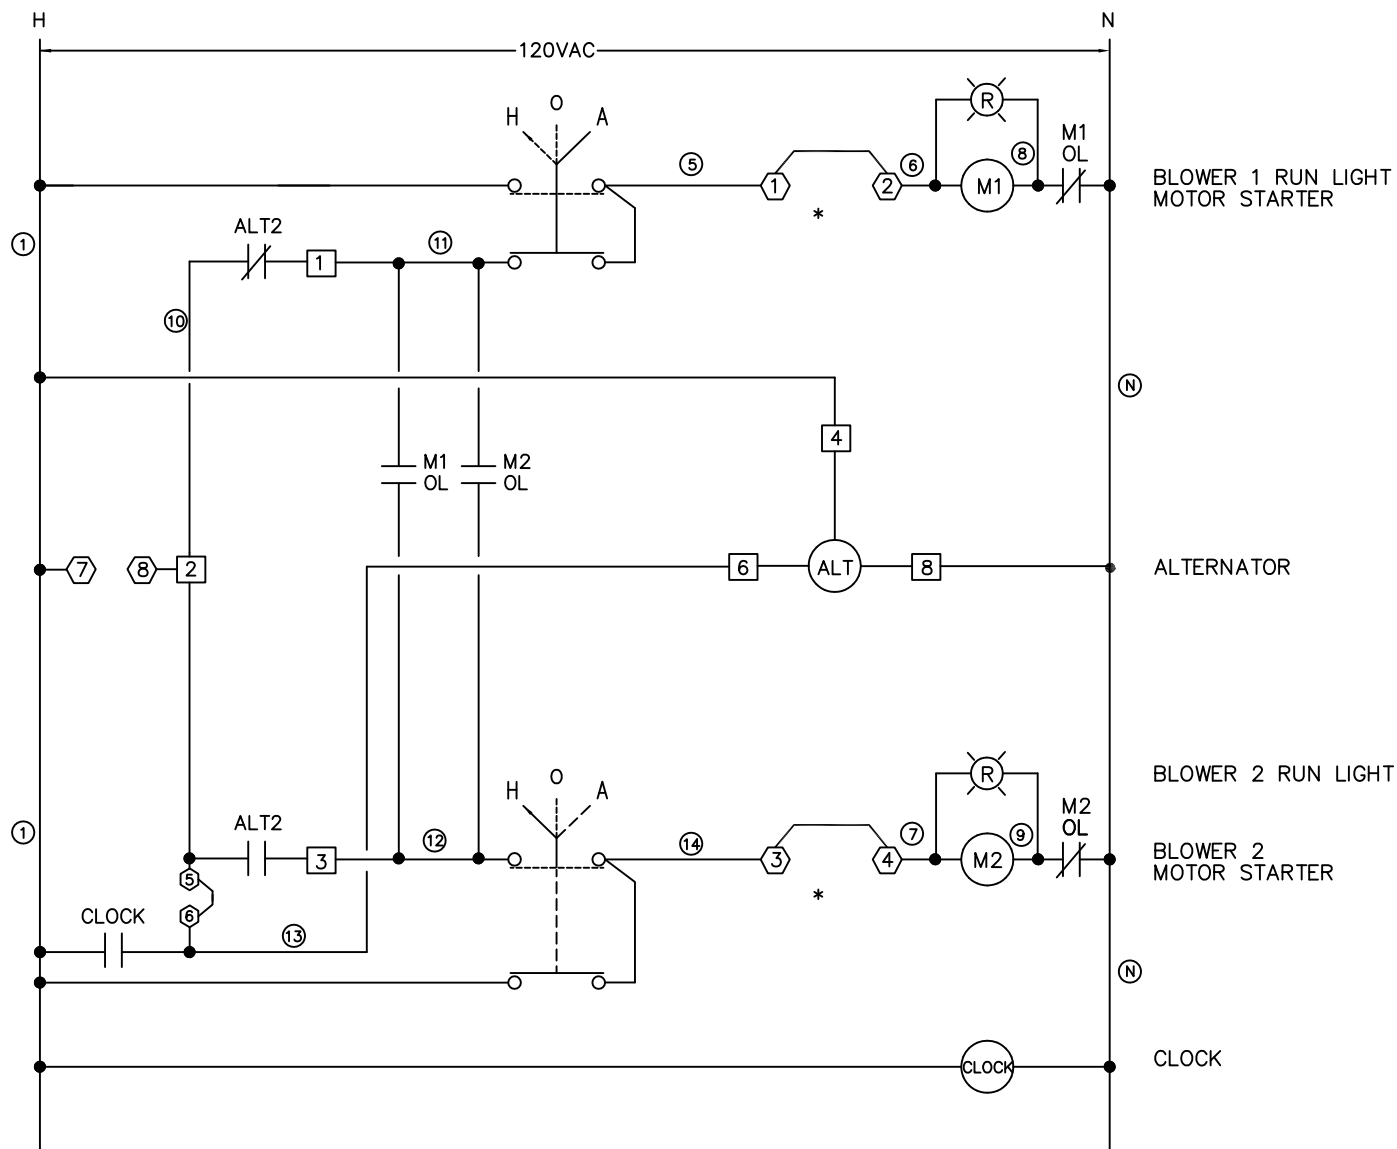 H
N
120VAC
R
O
H
A
M1
OL
5
6
8
1
2
M1
*
BLOWER 1 RUN LIGHT
MOTOR STARTER
ALT2
11
1
1
10
N
4
M1
OL
M2
OL
7
8
2
6
ALT
8
ALTERNATOR
O
H
A
R
BLOWER 2 RUN LIGHT
1
ALT2
12
14
7
9
M2
OL
3
3
4
M2
BLOWER 2
MOTOR STARTER
*
5
6
CLOCK
13
N
CLOCK
CLOCK